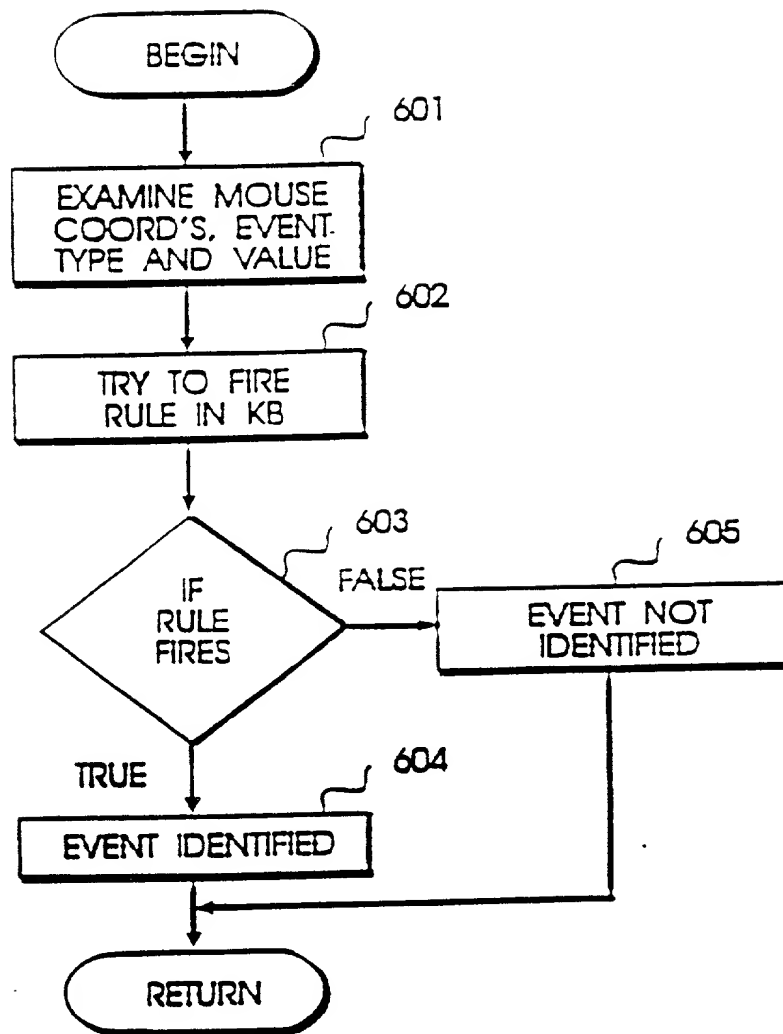 BEGIN
601
EXAMINE MOUSE
COORD'S, EVENT-
TYPE AND VALUE
602
TRY TO FIRE
RULE IN KB
603
IF
RULE
FIRES
FALSE
605
EVENT NOT
IDENTIFIED
TRUE
604
EVENT IDENTIFIED
RETURN